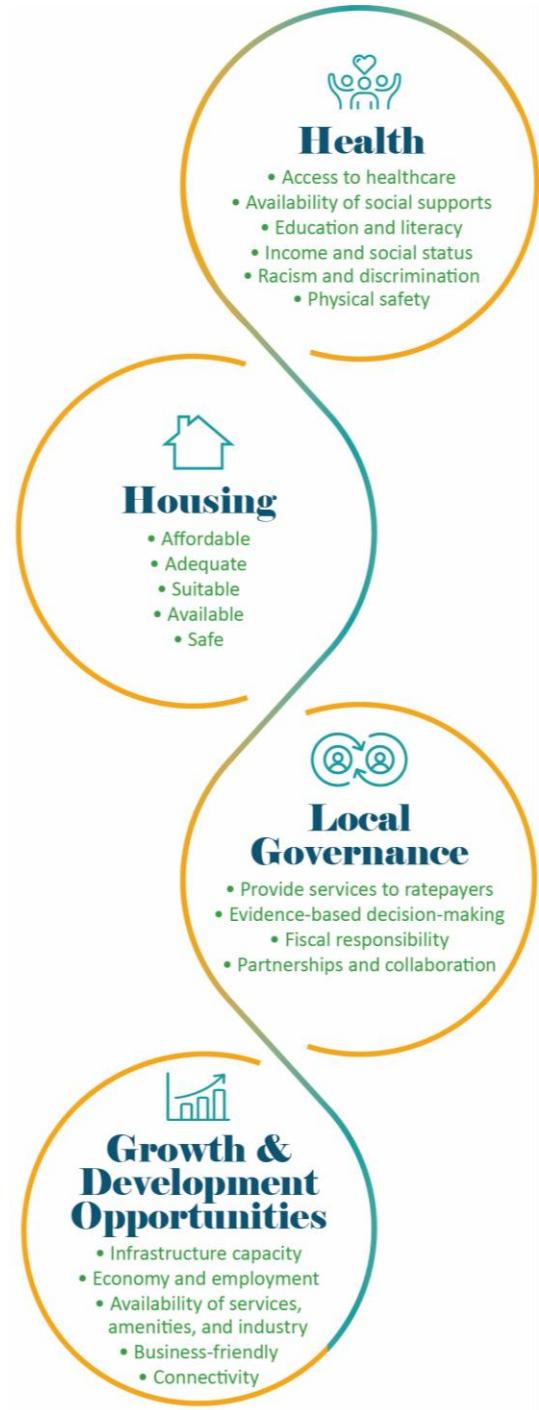 Health
• Access to healthcare
• Availability of social supports
• Education and literacy
• Income and social status
• Racism and discrimination
• Physical safety
Housing
• Affordable
• Adequate
• Suitable
• Available
• Safe
Local
Governance
• Provide services to ratepayers
• Evidence-based decision-making
• Fiscal responsibility
• Partnerships and collaboration
Growth &
Development
Opportunities
• Infrastructure capacity
• Economy and employment
• Availability of services,
amenities, and industry
• Business-friendly
• Connectivity